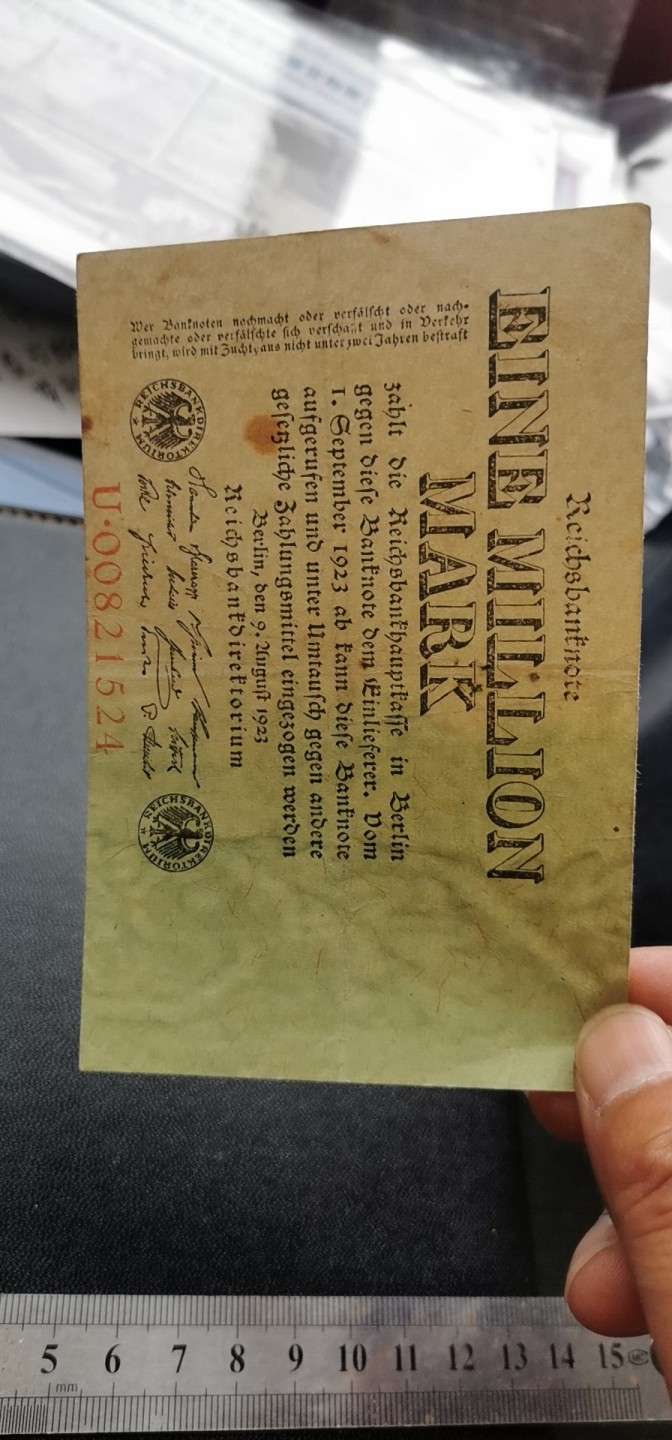 Reichsbanknote
EINE MILLION
MARK
zahlt die Reichsbankhauptkasse in Berlin
gegen diese Banknote dem Einlieferer. Vom
1. September 1923 ab kann diese Banknote
aufgerufen und unter Umtausch gegen andere
gesetzliche Zahlungsmittel eingezogen werden
Berlin, den 9. August 1923
Reichsbankdirektorium
REICHSBANKDIREKTORIUM
REICHSBANKDIREKTORIUM
U·00821524
Wer Banknoten nachmacht oder verfälscht oder nach-
gemachte oder verfälschte sich verschafft und in Verkehr
bringt, wird mit Zuchthaus nicht unter zwei Jahren bestraft
5 6 7 8 9 10 11 12 13 14 15
mm